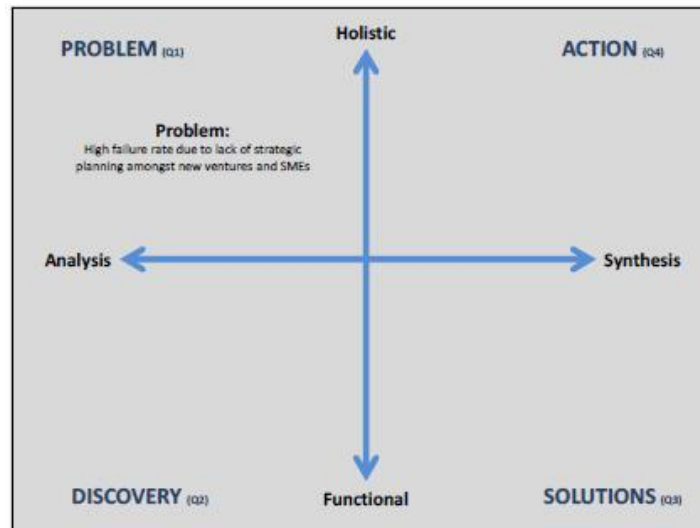 Holistic
PROBLEM (Q1)
ACTION (Q4)
Problem:
High failure rate due to lack of strategic
planning amongst new ventures and SMEs
Analysis
Synthesis
DISCOVERY (Q2)
Functional
SOLUTIONS (Q3)